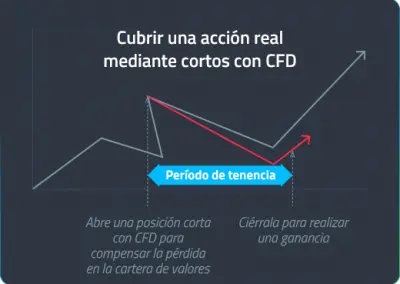 Cubrir una acción real
mediante cortos con CFD
Período de tenencia
Abre una posición corta
con CFD para
compensar la pérdida
en la cartera de valores
Ciérrala para realizar
una ganancia